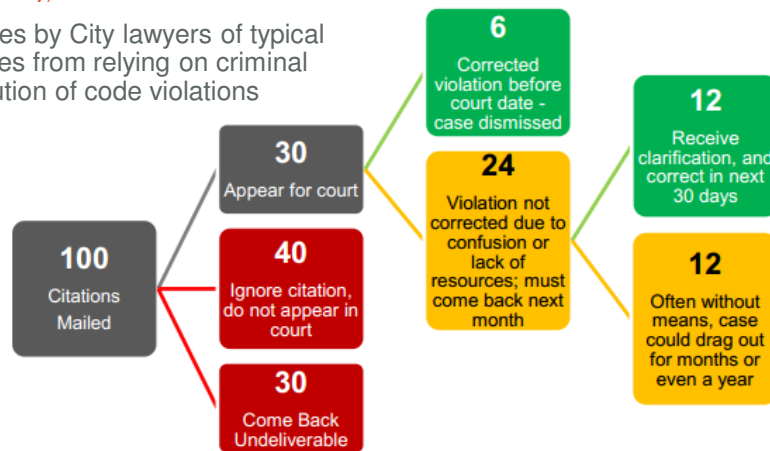 es by City lawyers of typical
es from relying on criminal
ution of code violations
100
Citations
Mailed
30
Appear for court
40
Ignore citation,
do not appear in
court
30
Come Back
Undeliverable
6
Corrected
violation before
court date -
case dismissed
24
Violation not
corrected due to
confusion or
lack of
resources; must
come back next
month
12
Receive
clarification, and
correct in next
30 days
12
Often without
means, case
could drag out
for months or
even a year